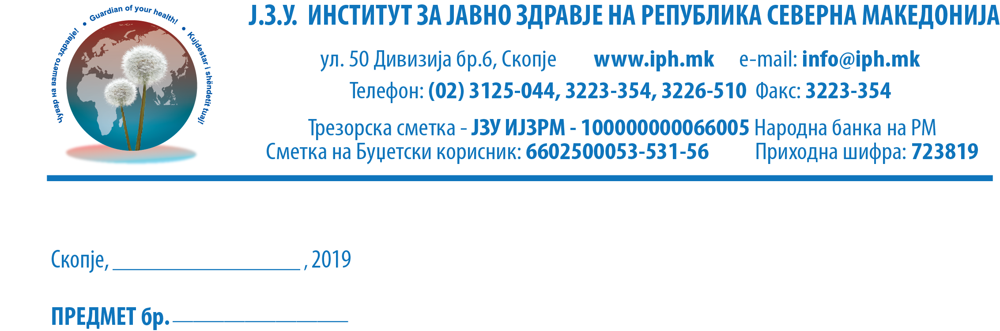 Чувар на вашето здравје! • Guardian of your health! • Kujdestar i shëndetit tuaj!
Ј.З.У. ИНСТИТУТ ЗА ЈАВНО ЗДРАВЈЕ НА РЕПУБЛИКА СЕВЕРНА МАКЕДОНИЈА
ул. 50 Дивизија бр.6, Скопје www.iph.mk e-mail: info@iph.mk
Телефон: (02) 3125-044, 3223-354, 3226-510 Факс: 3223-354
Трезорска сметка - ЈЗУ ИЈЗРМ - 100000000066005 Народна банка на РМ
Сметка на Буџетски корисник: 6602500053-531-56 Приходна шифра: 723819
Скопје, __________________ , 2019
ПРЕДМЕТ бр. _________________